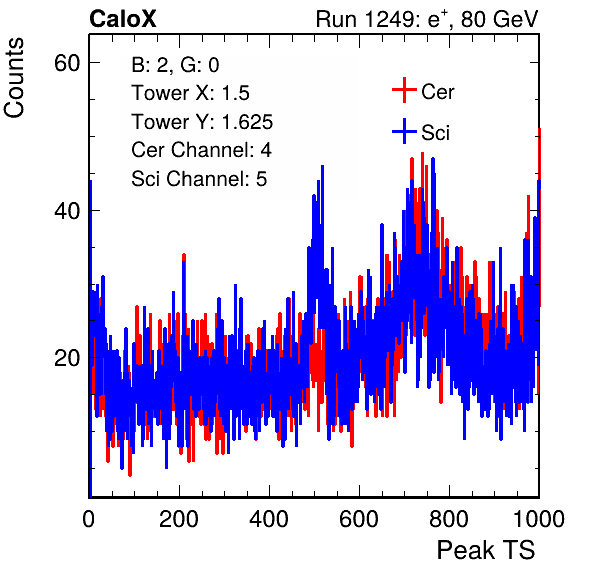 CaloX Run 1249: e⁺, 80 GeV
Counts
B: 2, G: 0
Tower X: 1.5
Tower Y: 1.625
Cer Channel: 4
Sci Channel: 5
Cer
Sci
60
40
20
0 200 400 600 800 1000
Peak TS